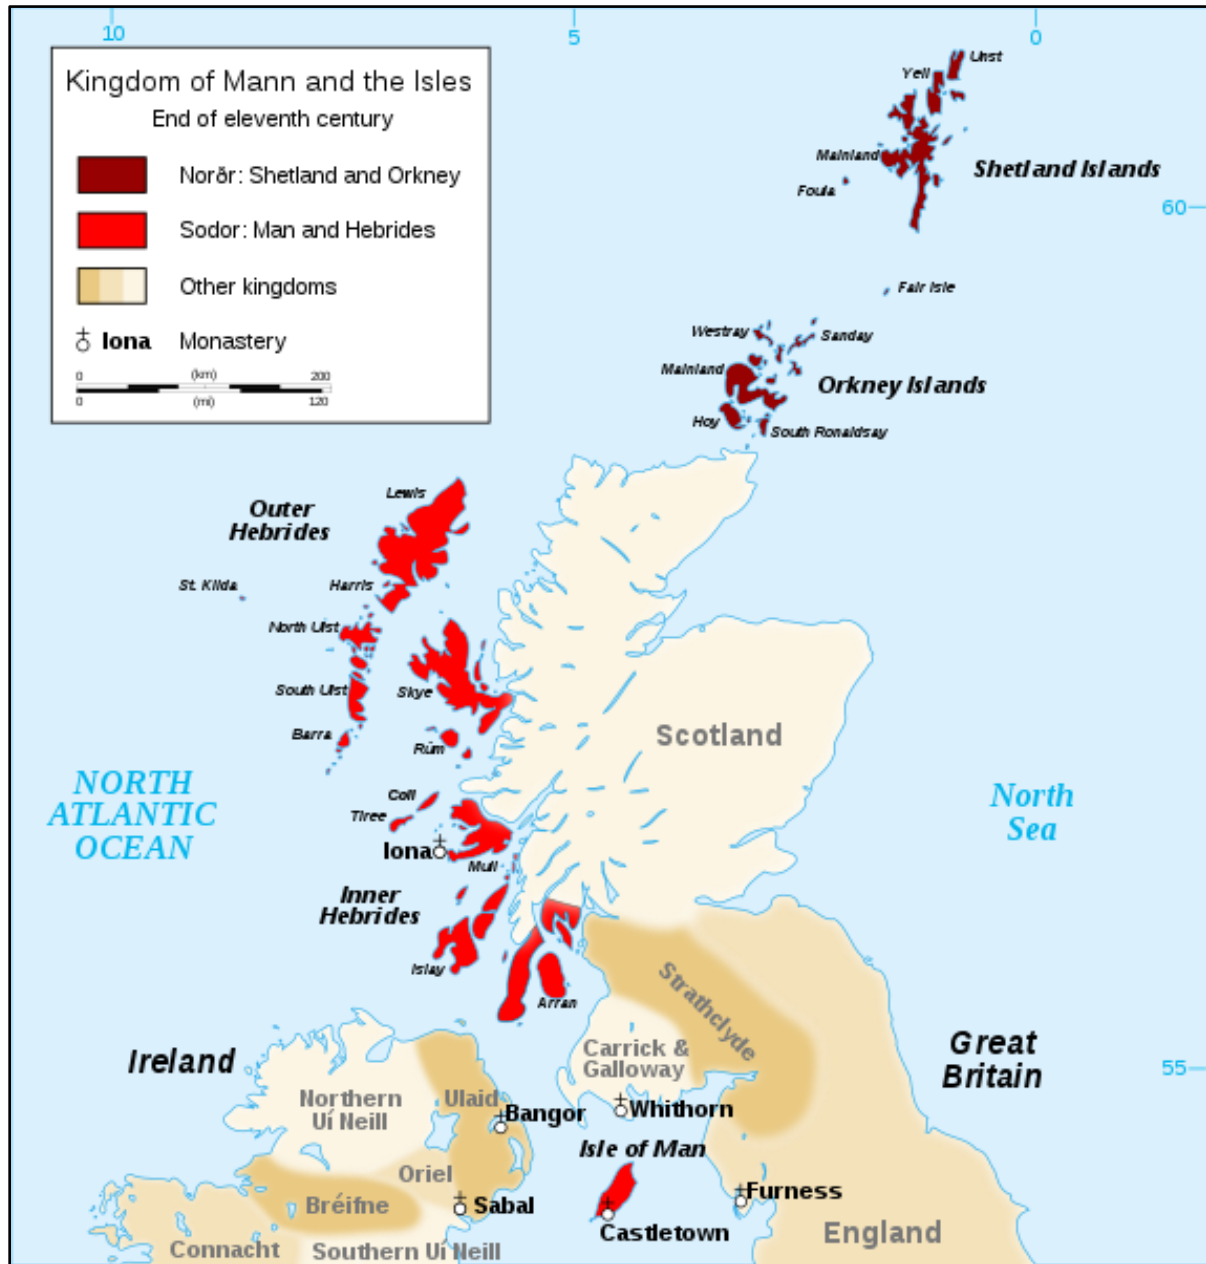 10
5
0
Kingdom of Mann and the Isles
End of eleventh century
Norðr: Shetland and Orkney
Sodor: Man and Hebrides
Other kingdoms
Iona Monastery
0 (km) 200
0 (mi) 120
Unst
Yell
Mainland
Shetland Islands
Foula
60
Fair Isle
Westray
Sanday
Mainland
Orkney Islands
Hoy
South Ronaldsay
Lewis
Outer
Hebrides
St. Kilda
Harris
North Uist
South Uist
Skye
Barra
Rùm
Scotland
NORTH
ATLANTIC
OCEAN
North
Sea
Coll
Tiree
Iona
Mull
Inner
Hebrides
Islay
Arran
Strathclyde
Ireland
Great
Britain
Carrick &
Galloway
55
Northern
Uí Neill
Ulaid
Bangor
Whithorn
Isle of Man
Oriel
Bréifne
Sabal
Furness
Castletown
England
Connacht
Southern Uí Neill